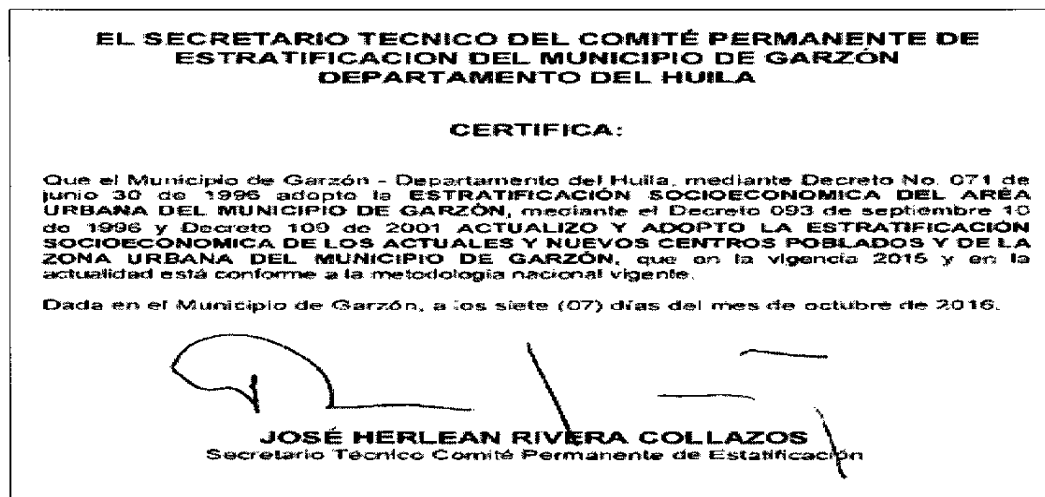 EL SECRETARIO TECNICO DEL COMITÉ PERMANENTE DE
ESTRATIFICACION DEL MUNICIPIO DE GARZÓN
DEPARTAMENTO DEL HUILA
CERTIFICA:
Que el Municipio de Garzón - Departamento del Huila, mediante Decreto No. 071 de
junio 30 de 1996 adopto la ESTRATIFICACIÓN SOCIOECONOMICA DEL AREA
URBANA DEL MUNICIPIO DE GARZÓN, mediante el Decreto 093 de septiembre 10
de 1996 y Decreto 109 de 2001 ACTUALIZO Y ADOPTO LA ESTRATIFICACIÓN
SOCIOECONOMICA DE LOS ACTUALES Y NUEVOS CENTROS POBLADOS Y DE LA
ZONA URBANA DEL MUNICIPIO DE GARZÓN, que en la vigencia 2015 y en la
actualidad está conforme a la metodología nacional vigente.
Dada en el Municipio de Garzón, a los siete (07) días del mes de octubre de 2016.
JOSÉ HERLEAN RIVERA COLLAZOS
Secretario Técnico Comité Permanente de Estatificación